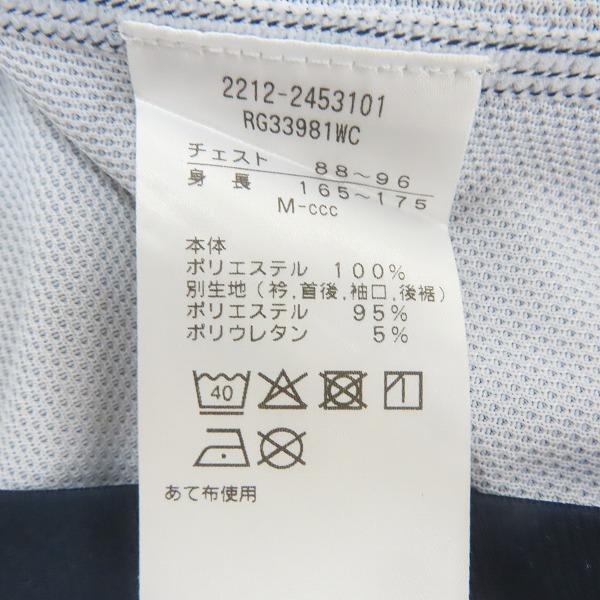 2212-2453101
RG33981WC
チェスト 88～96
身 長 165～175
M-ccc
本体
ポリエステル 100%
別生地(衿,首後,袖口,後裾)
ポリエステル 95%
ポリウレタン 5%
40
あて布使用